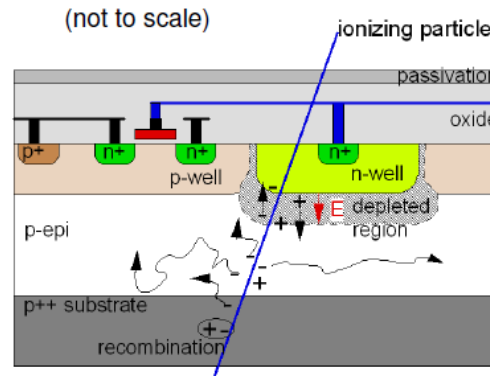 (not to scale)
ionizing particle
passivation
oxide
p+ n+ n+ n+
p-well n-well
- + E depleted
- + region
p-epi
- -
- +
p++ substrate -
+ -
recombination